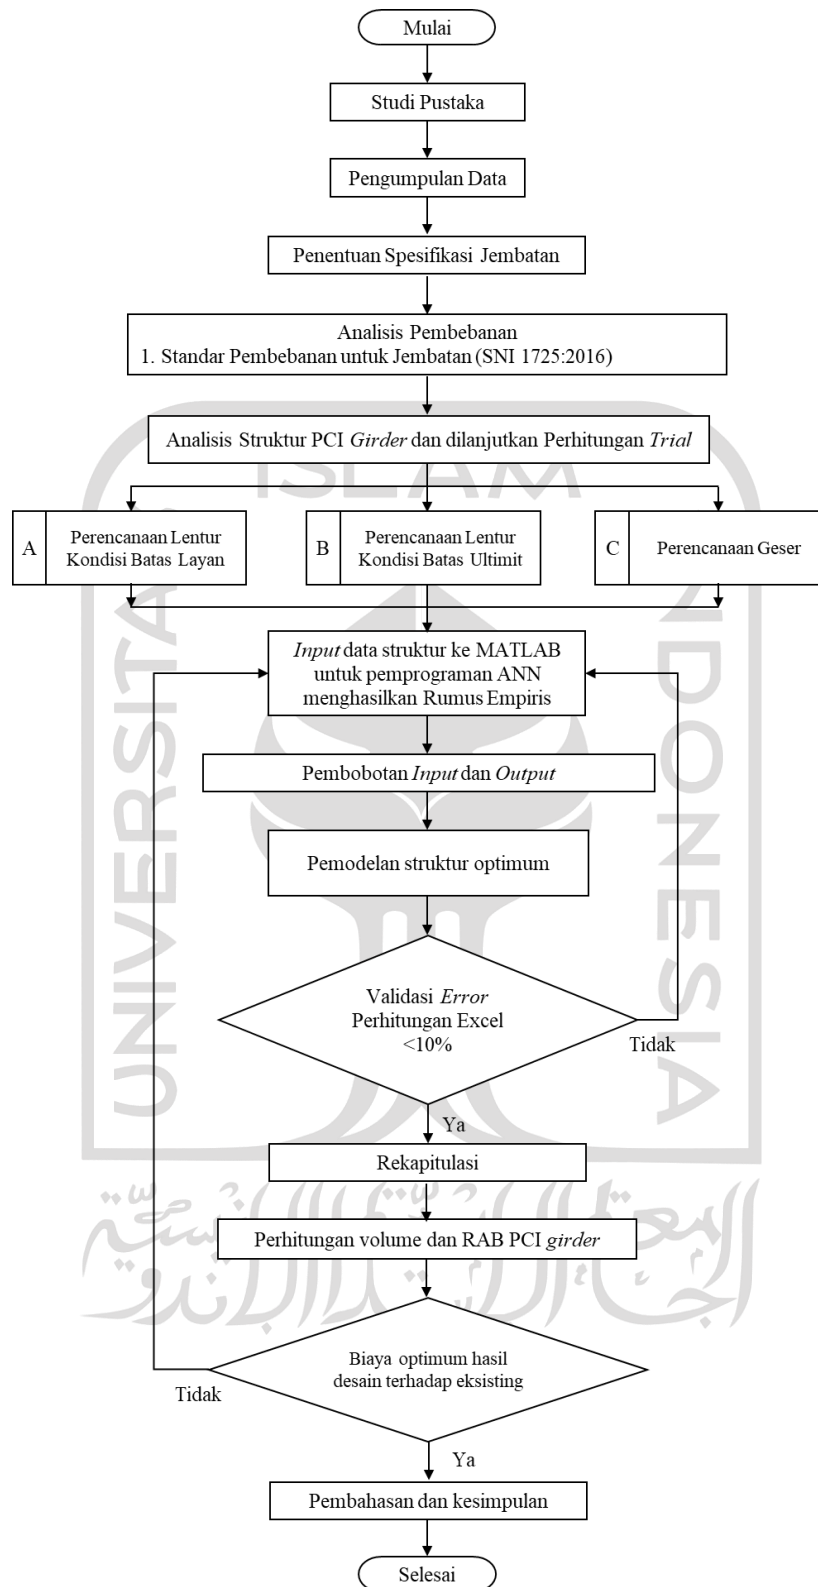 Mulai
Studi Pustaka
Pengumpulan Data
Penentuan Spesifikasi Jembatan
Analisis Pembebanan
1. Standar Pembebanan untuk Jembatan (SNI 1725:2016)
Analisis Struktur PCI Girder dan dilanjutkan Perhitungan Trial
ISLAM
UNIVERSITAS
INDONESIA
A
Perencanaan Lentur
Kondisi Batas Layan
B
Perencanaan Lentur
Kondisi Batas Ultimit
C
Perencanaan Geser
Input data struktur ke MATLAB
untuk pemprograman ANN
menghasilkan Rumus Empiris
Pembobotan Input dan Output
Pemodelan struktur optimum
Validasi Error
Perhitungan Excel
<10%
Tidak
Ya
Rekapitulasi
Perhitungan volume dan RAB PCI girder
Biaya optimum hasil
desain terhadap eksisting
Tidak
Ya
Pembahasan dan kesimpulan
Selesai